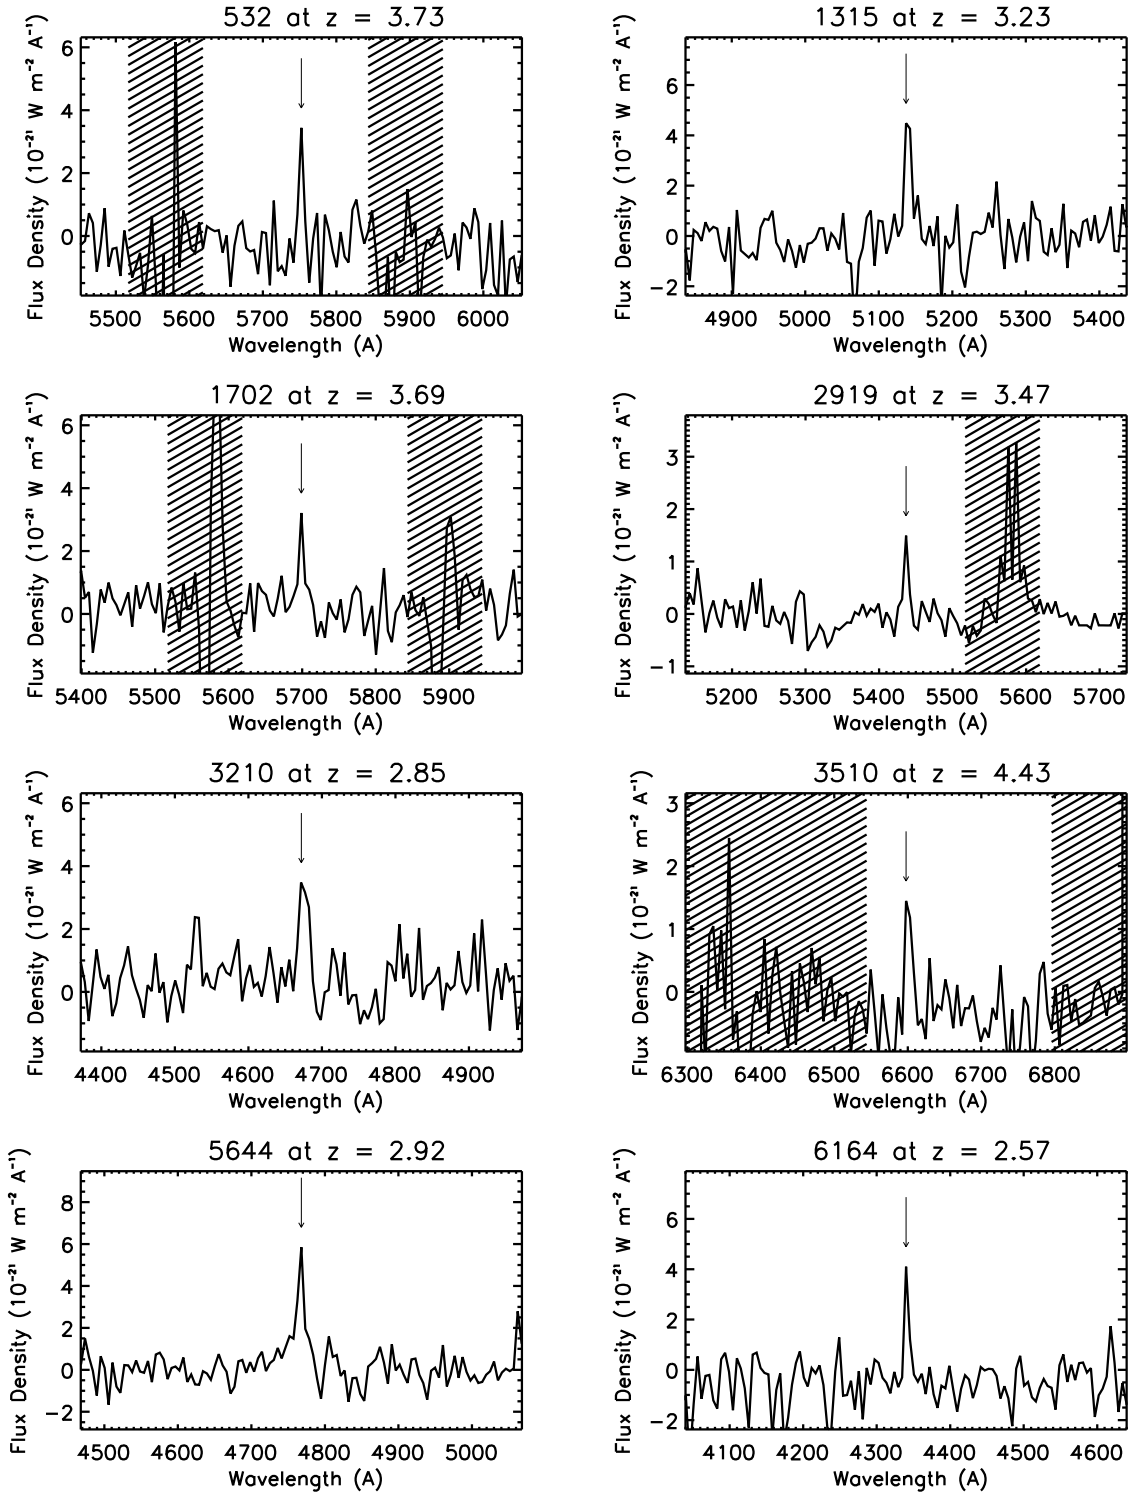 532 at z = 3.73
Flux Density (10⁻²¹ W m⁻² A⁻¹)
6
4
2
0
5500 5600 5700 5800 5900 6000
Wavelength (A)
1315 at z = 3.23
Flux Density (10⁻²¹ W m⁻² A⁻¹)
6
4
2
0
−2
4900 5000 5100 5200 5300 5400
Wavelength (A)
1702 at z = 3.69
Flux Density (10⁻²¹ W m⁻² A⁻¹)
6
4
2
0
5400 5500 5600 5700 5800 5900
Wavelength (A)
2919 at z = 3.47
Flux Density (10⁻²¹ W m⁻² A⁻¹)
3
2
1
0
−1
5200 5300 5400 5500 5600 5700
Wavelength (A)
3210 at z = 2.85
Flux Density (10⁻²¹ W m⁻² A⁻¹)
6
4
2
0
4400 4500 4600 4700 4800 4900
Wavelength (A)
3510 at z = 4.43
Flux Density (10⁻²¹ W m⁻² A⁻¹)
3
2
1
0
6300 6400 6500 6600 6700 6800
Wavelength (A)
5644 at z = 2.92
Flux Density (10⁻²¹ W m⁻² A⁻¹)
8
6
4
2
0
−2
4500 4600 4700 4800 4900 5000
Wavelength (A)
6164 at z = 2.57
Flux Density (10⁻²¹ W m⁻² A⁻¹)
6
4
2
0
−2
4100 4200 4300 4400 4500 4600
Wavelength (A)